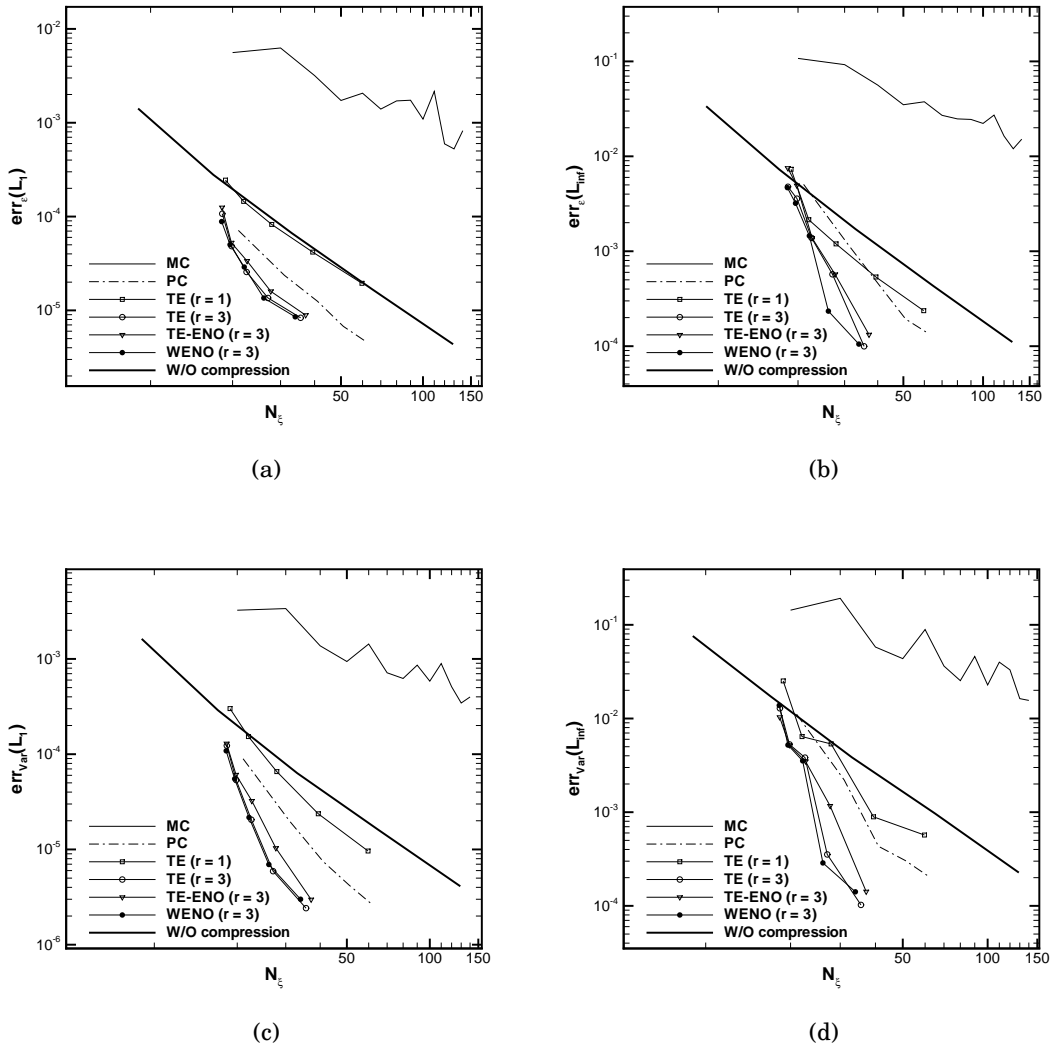 10⁻²
10⁻³
10⁻⁴
10⁻⁵
err_ε(L₁)
MC
PC
TE (r = 1)
TE (r = 3)
TE-ENO (r = 3)
WENO (r = 3)
W/O compression
50
100
150
N_ξ
(a)
10⁻¹
10⁻²
10⁻³
10⁻⁴
err_ε(L_inf)
MC
PC
TE (r = 1)
TE (r = 3)
TE-ENO (r = 3)
WENO (r = 3)
W/O compression
50
100
150
N_ξ
(b)
10⁻³
10⁻⁴
10⁻⁵
10⁻⁶
err_Var(L₁)
MC
PC
TE (r = 1)
TE (r = 3)
TE-ENO (r = 3)
WENO (r = 3)
W/O compression
50
100
150
N_ξ
(c)
10⁻¹
10⁻²
10⁻³
10⁻⁴
err_Var(L_inf)
MC
PC
TE (r = 1)
TE (r = 3)
TE-ENO (r = 3)
WENO (r = 3)
W/O compression
50
100
150
N_ξ
(d)